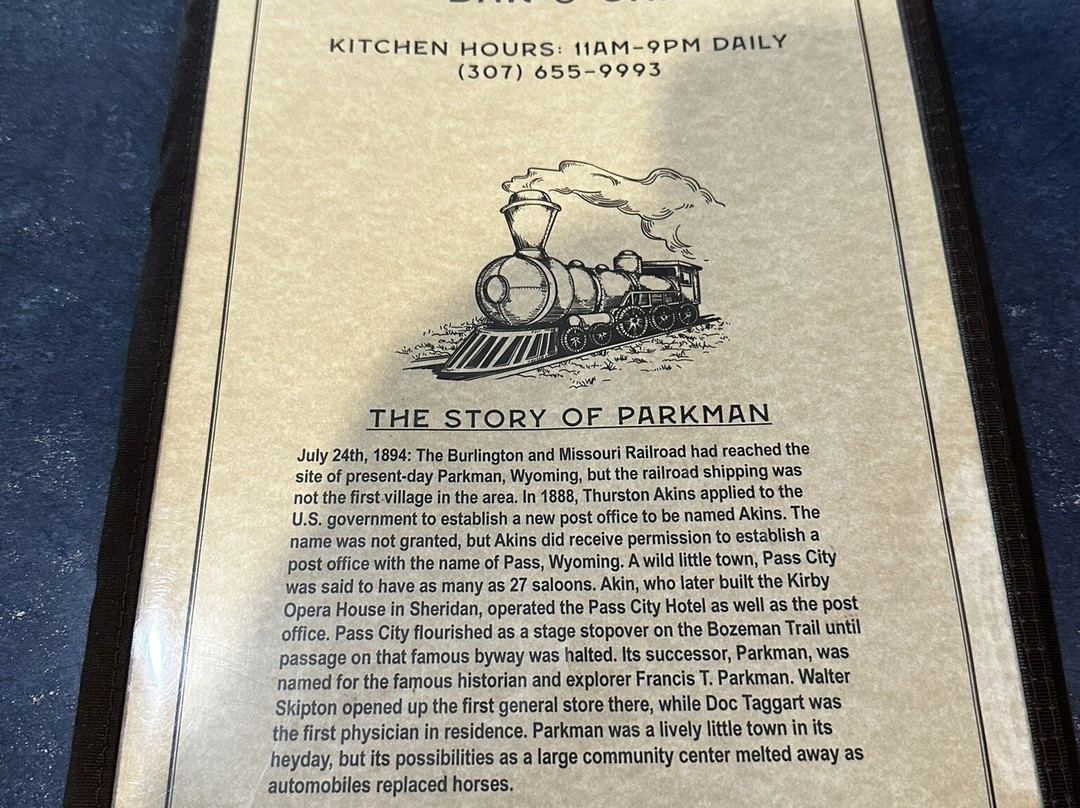 KITCHEN HOURS: 11AM-9PM DAILY
(307) 655-9993
THE STORY OF PARKMAN
July 24th, 1894: The Burlington and Missouri Railroad had reached the
site of present-day Parkman, Wyoming, but the railroad shipping was
not the first village in the area. In 1888, Thurston Akins applied to the
U.S. government to establish a new post office to be named Akins. The
name was not granted, but Akins did receive permission to establish a
post office with the name of Pass, Wyoming. A wild little town, Pass City
was said to have as many as 27 saloons. Akin, who later built the Kirby
Opera House in Sheridan, operated the Pass City Hotel as well as the post
office. Pass City flourished as a stage stopover on the Bozeman Trail until
passage on that famous byway was halted. Its successor, Parkman, was
named for the famous historian and explorer Francis T. Parkman. Walter
Skipton opened up the first general store there, while Doc Taggart was
the first physician in residence. Parkman was a lively little town in its
heyday, but its possibilities as a large community center melted away as
automobiles replaced horses.